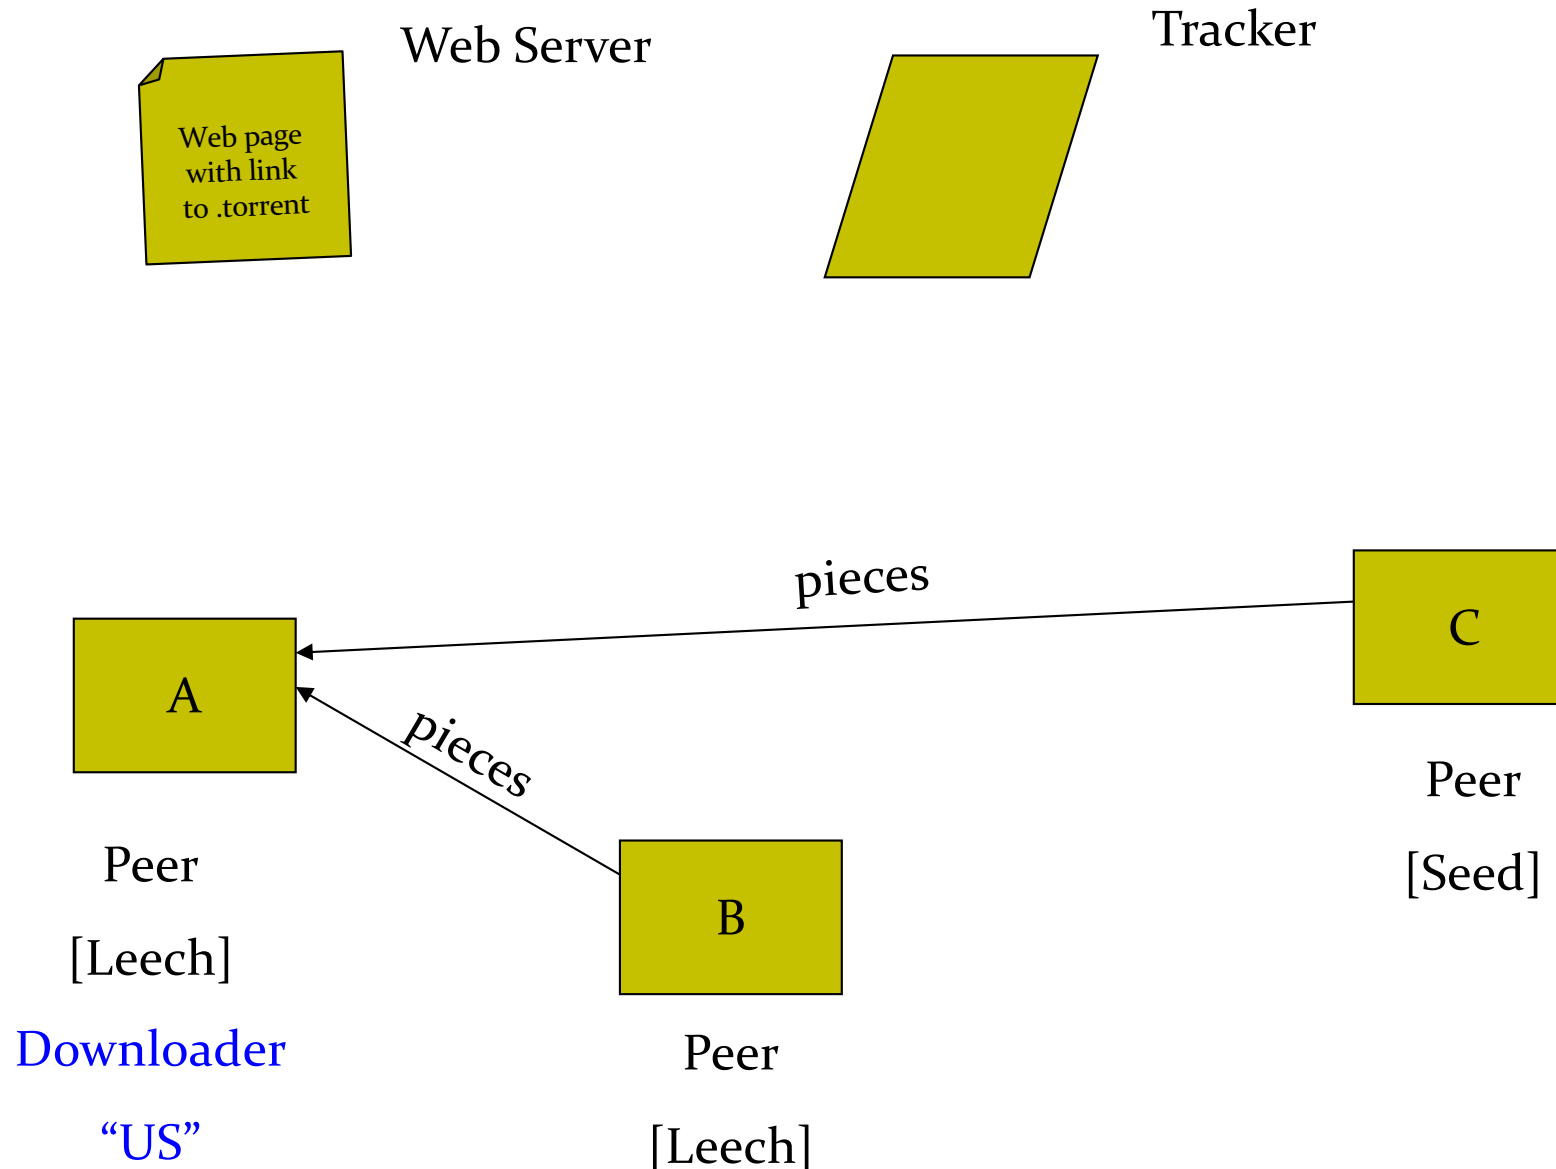 Web Server
Tracker
Web page
with link
to .torrent
pieces
C
A
pieces
Peer
[Seed]
Peer
[Leech]
Downloader
“US”
B
Peer
[Leech]